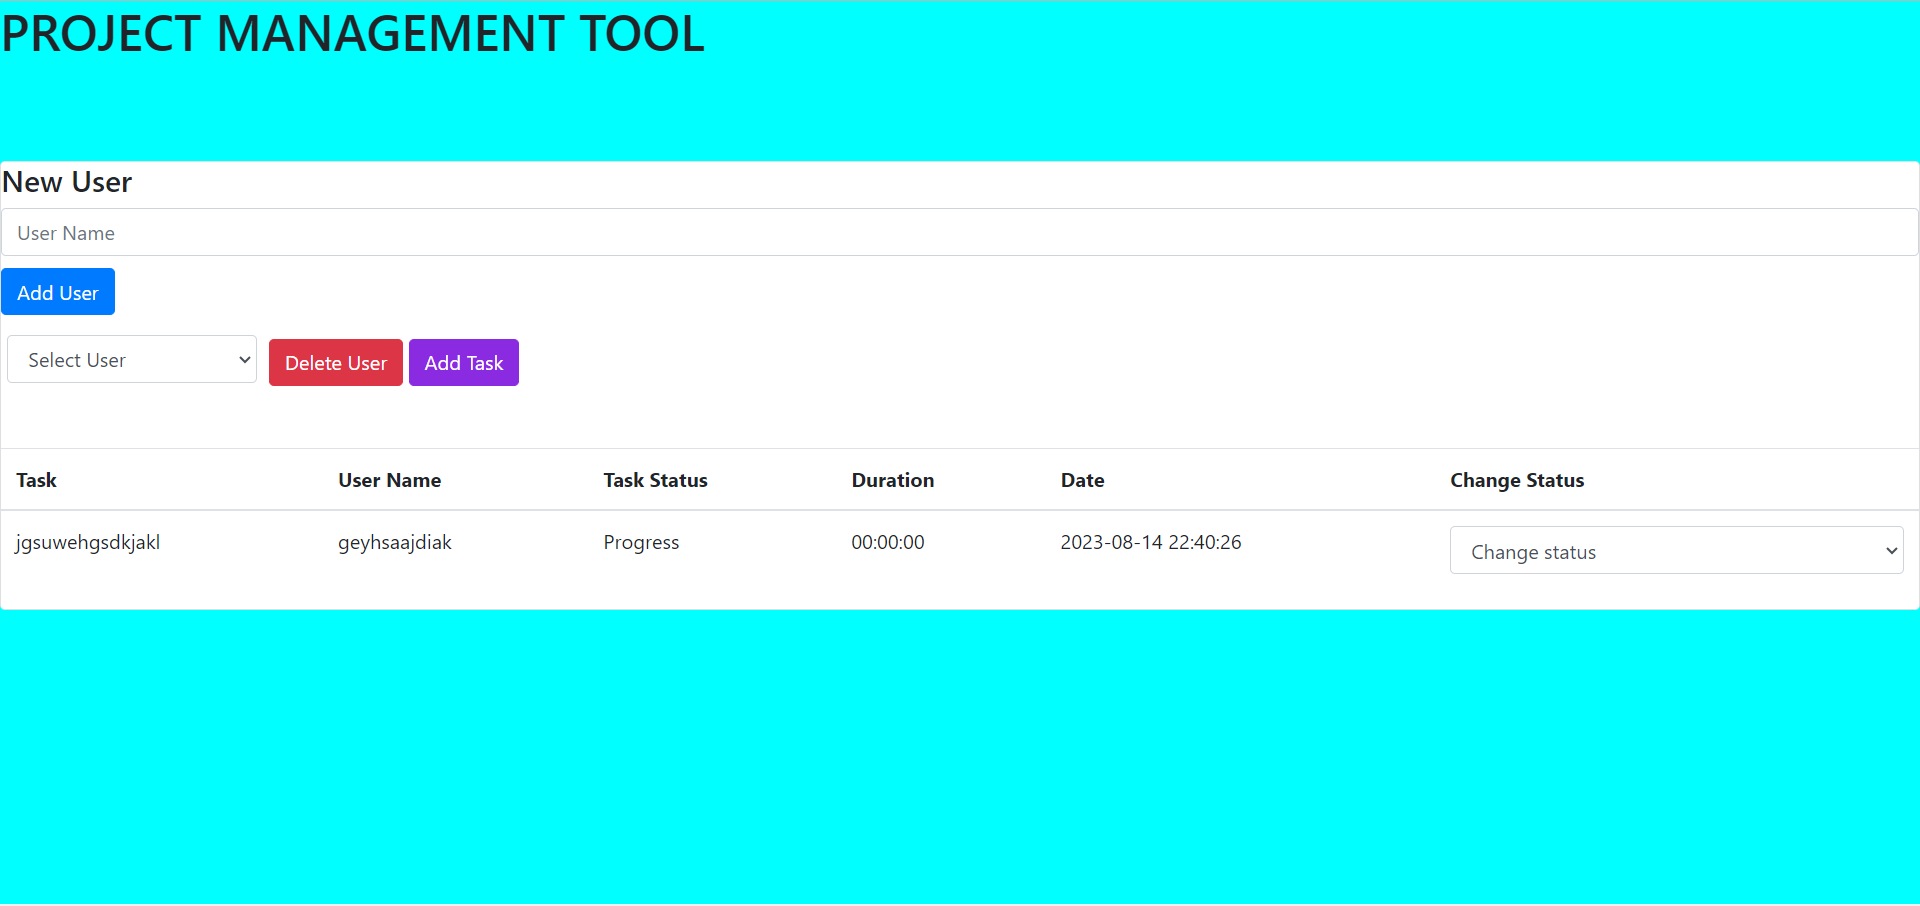 PROJECT MANAGEMENT TOOL
New User
User Name
Add User
Select User Delete User Add Task
Task User Name Task Status Duration Date Change Status
jgsuwehgsdkjakl geyhsaajdiak Progress 00:00:00 2023-08-14 22:40:26 Change status